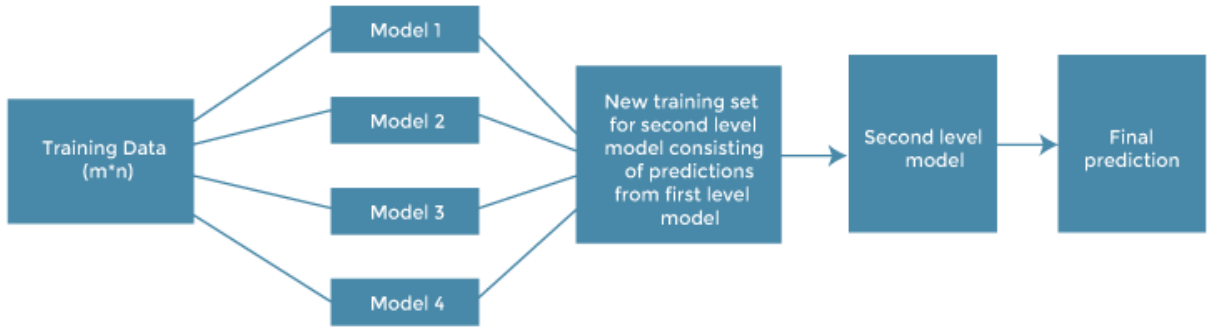 Training Data
(m*n)
Model 1
Model 2
Model 3
Model 4
New training set
for second level
model consisting
of predictions
from first level
model
Second level
model
Final
prediction